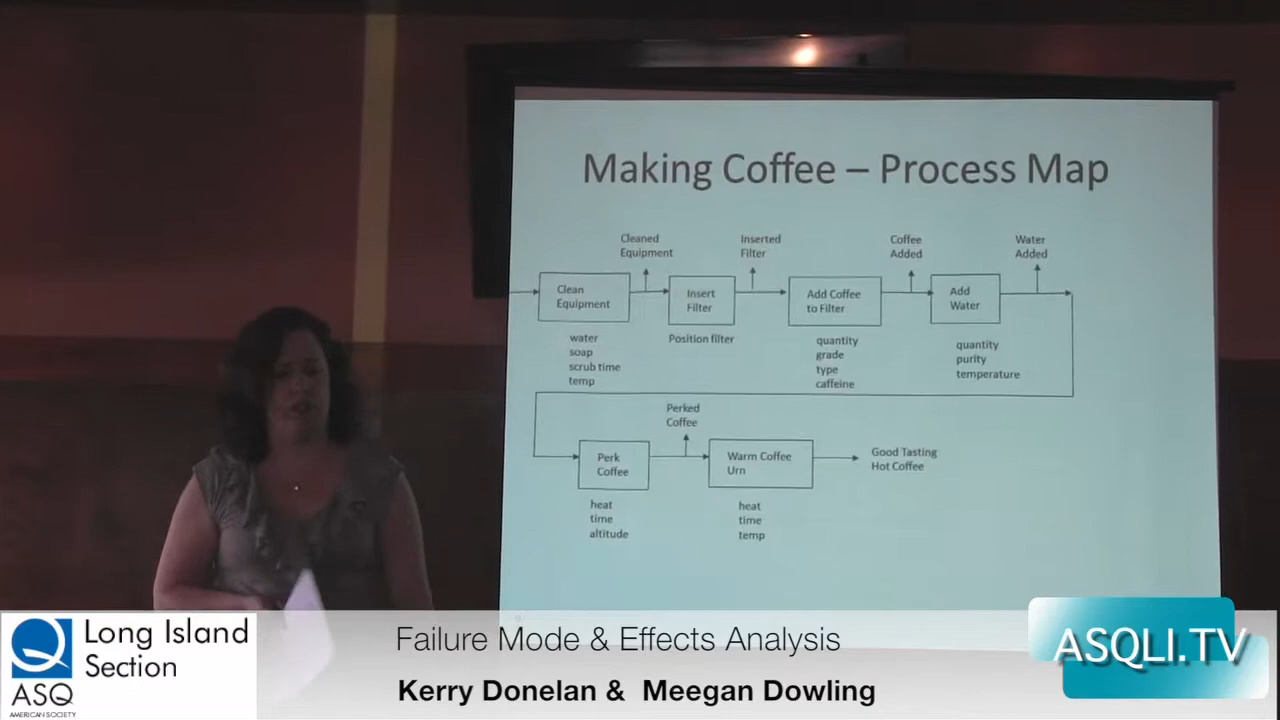 Making Coffee – Process Map
Cleaned
Equipment
Inserted
Filter
Coffee
Added
Water
Added
Clean
Equipment
Insert
Filter
Add Coffee
to Filter
Add
Water
water
soap
scrub time
temp
Position filter
quantity
grade
type
caffeine
quantity
purity
temperature
Perked
Coffee
Perk
Coffee
Warm Coffee
Urn
Good Tasting
Hot Coffee
heat
time
altitude
heat
time
temp
Long Island
Section
ASQ
AMERICAN SOCIETY
Failure Mode & Effects Analysis
Kerry Donelan & Meegan Dowling
ASQLI.TV